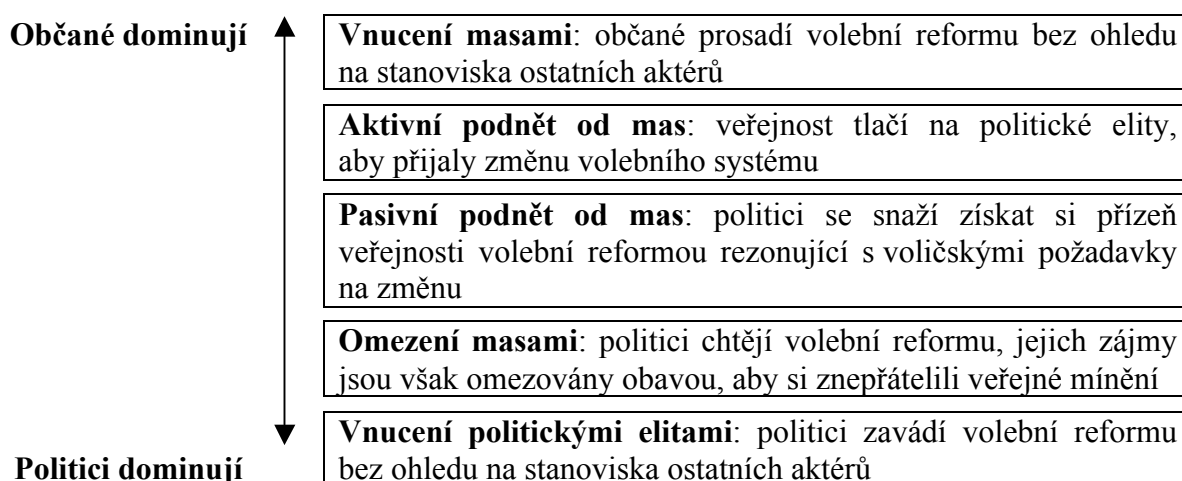 Občané dominují
Vnucení masami: občané prosadí volební reformu bez ohledu
na stanoviska ostatních aktérů
Aktivní podnět od mas: veřejnost tlačí na politické elity,
aby přijaly změnu volebního systému
Pasivní podnět od mas: politici se snaží získat si přízeň
veřejnosti volební reformou rezonující s voličskými požadavky
na změnu
Omezení masami: politici chtějí volební reformu, jejich zájmy
jsou však omezovány obavou, aby si znepřátelili veřejné mínění
Vnucení politickými elitami: politici zavádí volební reformu
bez ohledu na stanoviska ostatních aktérů
Politici dominují